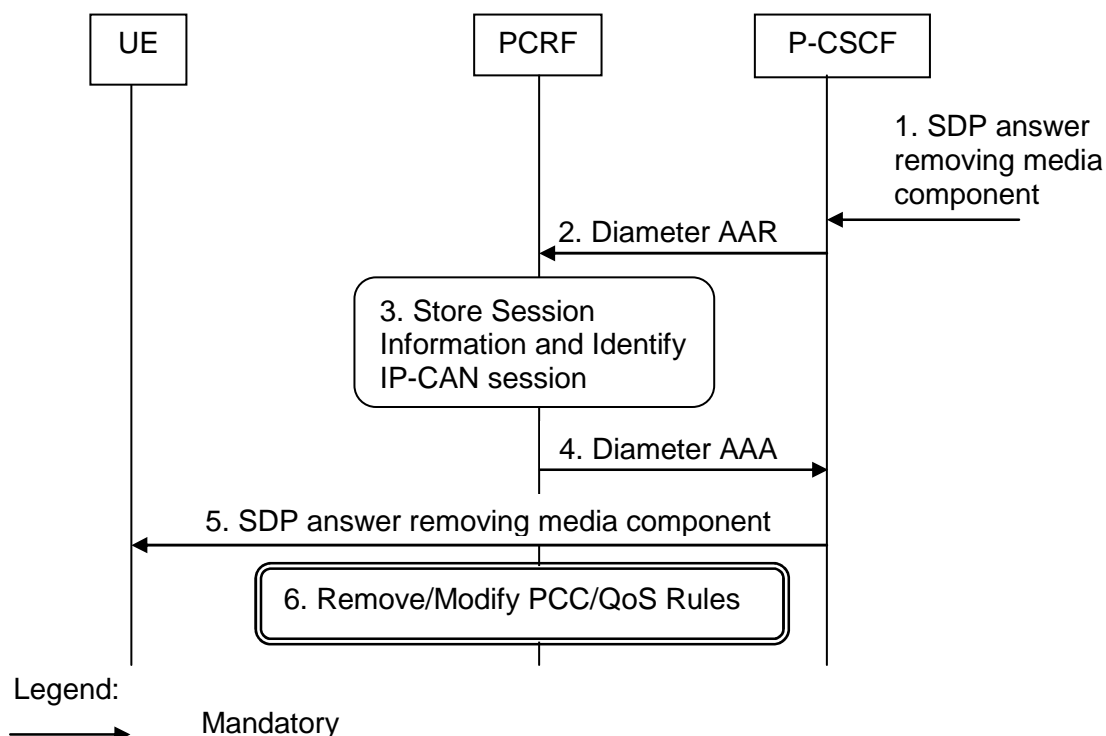 UE
PCRF
P-CSCF
1. SDP answer
removing media
component
2. Diameter AAR
3. Store Session
Information and Identify
IP-CAN session
4. Diameter AAA
5. SDP answer removing media component
6. Remove/Modify PCC/QoS Rules
Legend:
Mandatory